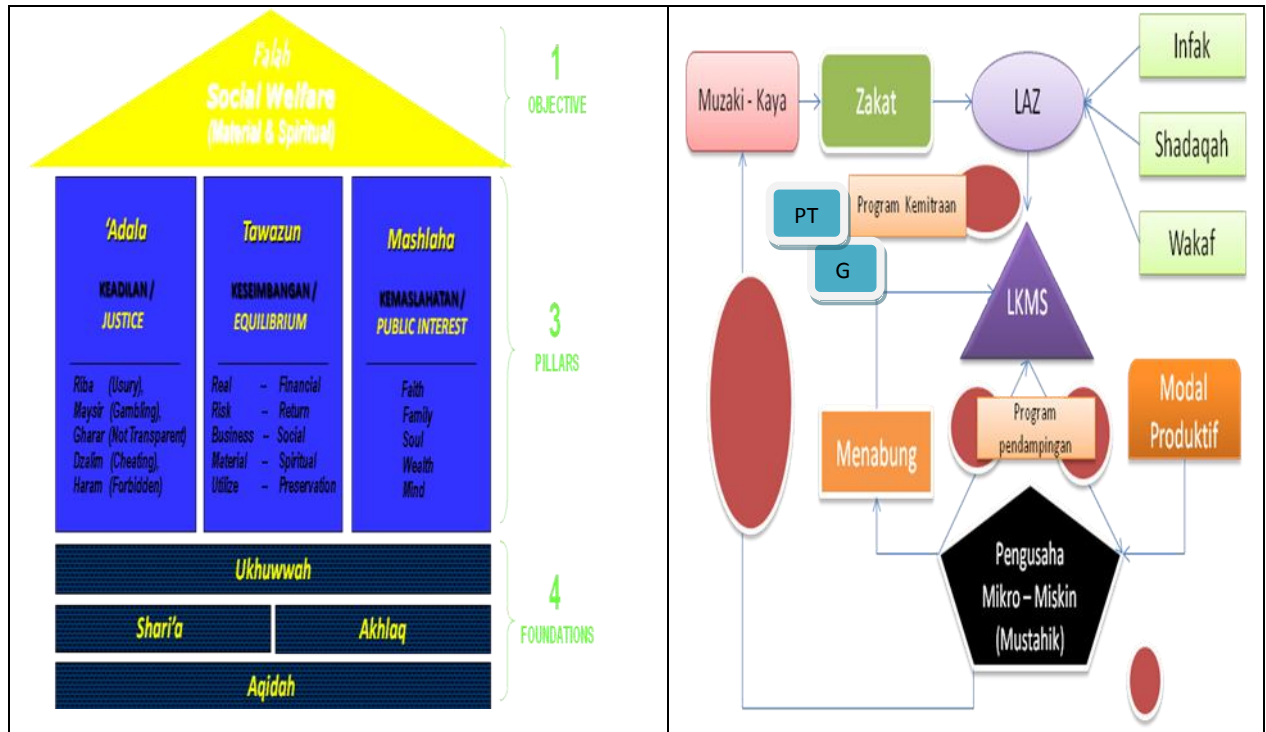 Falah
Social Welfare
(Material & Spiritual)
1
OBJECTIVE
'Adala
KEADILAN /
JUSTICE
Riba (Usury),
Maysir (Gambling),
Gharar (Not Transparent)
Dzalim (Cheating),
Haram (Forbidden)
Tawazun
KESEIMBANGAN /
EQUILIBRIUM
Real – Financial
Risk – Return
Business – Social
Material – Spiritual
Utilize – Preservation
Mashlaha
KEMASLAHATAN /
PUBLIC INTEREST
Faith
Family
Soul
Wealth
Mind
3
PILLARS
Ukhuwwah
Shari'a
Akhlaq
Aqidah
4
FOUNDATIONS
Muzaki - Kaya
Zakat
LAZ
Infak
Shadaqah
Wakaf
PT
Program Kemitraan
G
LKMS
Menabung
Program
pendampingan
Modal
Produktif
Pengusaha
Mikro – Miskin
(Mustahik)